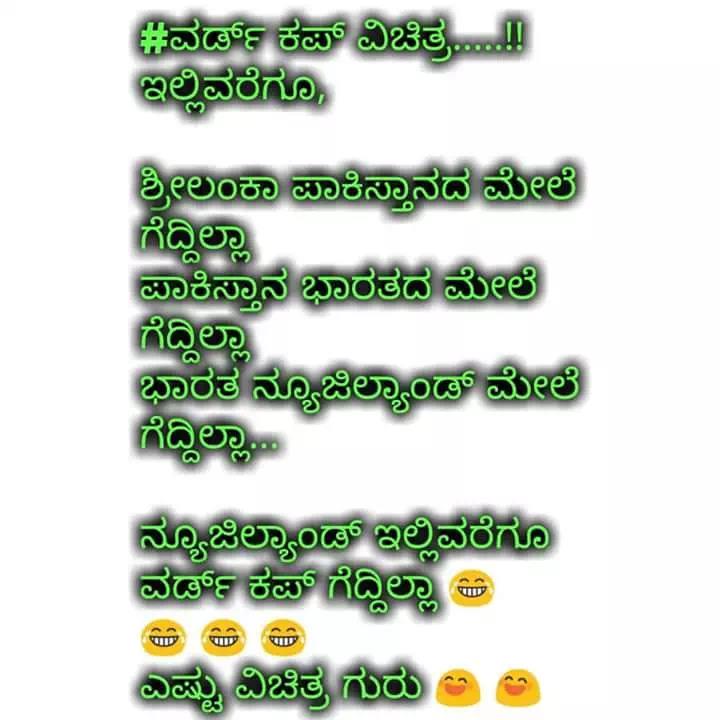 #ವರ್ಡ್ ಕಪ್ ವಿಚಿತ್ರ.....!!
ಇಲ್ಲಿವರೆಗೂ,
ಶ್ರೀಲಂಕಾ ಪಾಕಿಸ್ತಾನದ ಮೇಲೆ
ಗೆದ್ದಿಲ್ಲಾ
ಪಾಕಿಸ್ತಾನ ಭಾರತದ ಮೇಲೆ
ಗೆದ್ದಿಲ್ಲಾ
ಭಾರತ ನ್ಯೂಜಿಲ್ಯಾಂಡ್ ಮೇಲೆ
ಗೆದ್ದಿಲ್ಲಾ...
ನ್ಯೂಜಿಲ್ಯಾಂಡ್ ಇಲ್ಲಿವರೆಗೂ
ವರ್ಡ್ ಕಪ್ ಗೆದ್ದಿಲ್ಲಾ 😂
😂 😂 😂
ಎಷ್ಟು ವಿಚಿತ್ರ ಗುರು 😄 😄